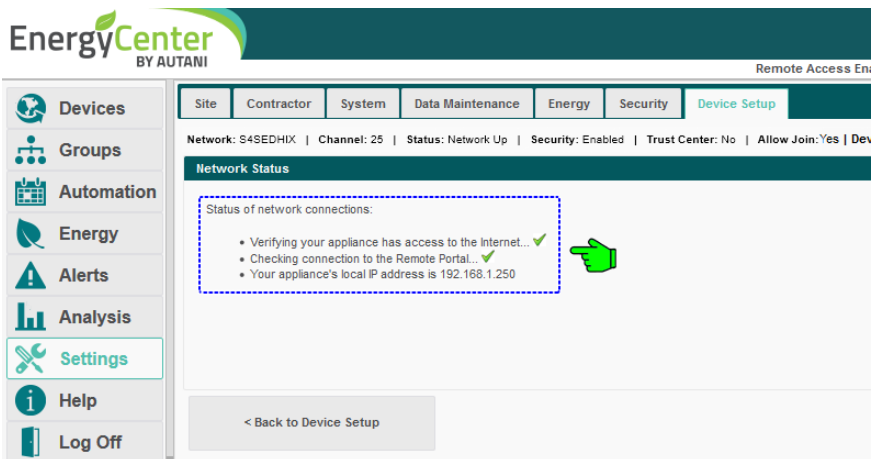 EnergyCenter
BY AUTANI
Remote Access Ena
Devices
Groups
Automation
Energy
Alerts
Analysis
Settings
Help
Log Off
Site Contractor System Data Maintenance Energy Security Device Setup
Network: S4SEDHIX | Channel: 25 | Status: Network Up | Security: Enabled | Trust Center: No | Allow Join:Yes | Dev
Network Status
Status of network connections:
• Verifying your appliance has access to the Internet...
• Checking connection to the Remote Portal...
• Your appliance's local IP address is 192.168.1.250
< Back to Device Setup